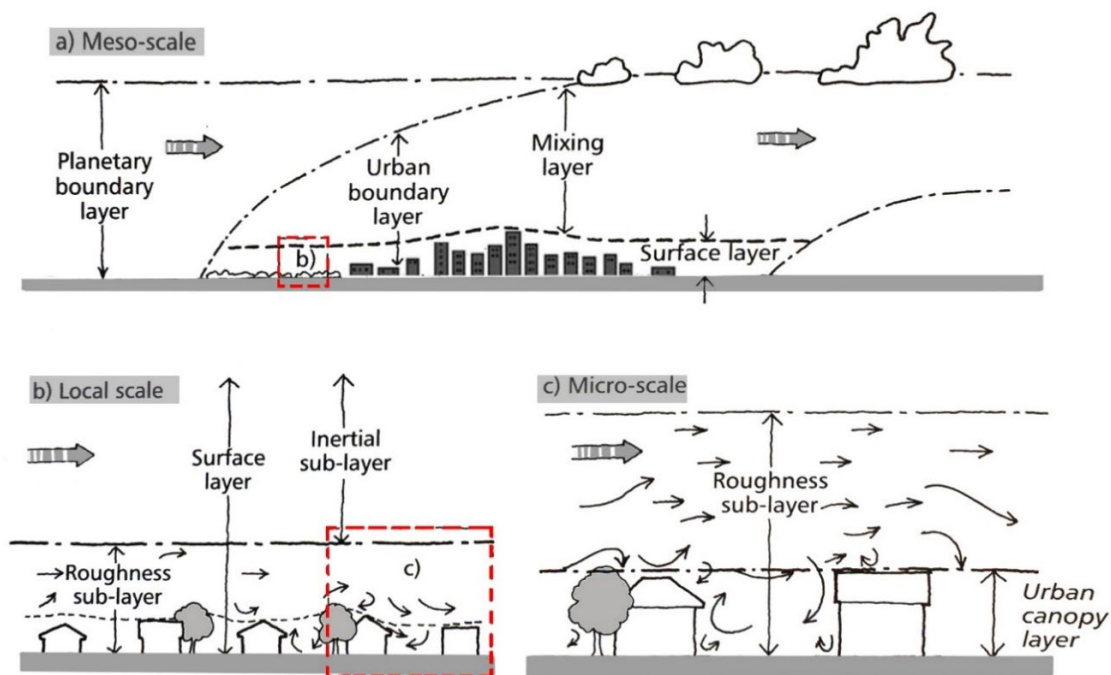 a) Meso-scale
Planetary
boundary
layer
Urban
boundary
layer
Mixing
layer
b)
Surface layer
b) Local scale
Surface
layer
Inertial
sub-layer
Roughness
sub-layer
c)
c) Micro-scale
Roughness
sub-layer
Urban
canopy
layer